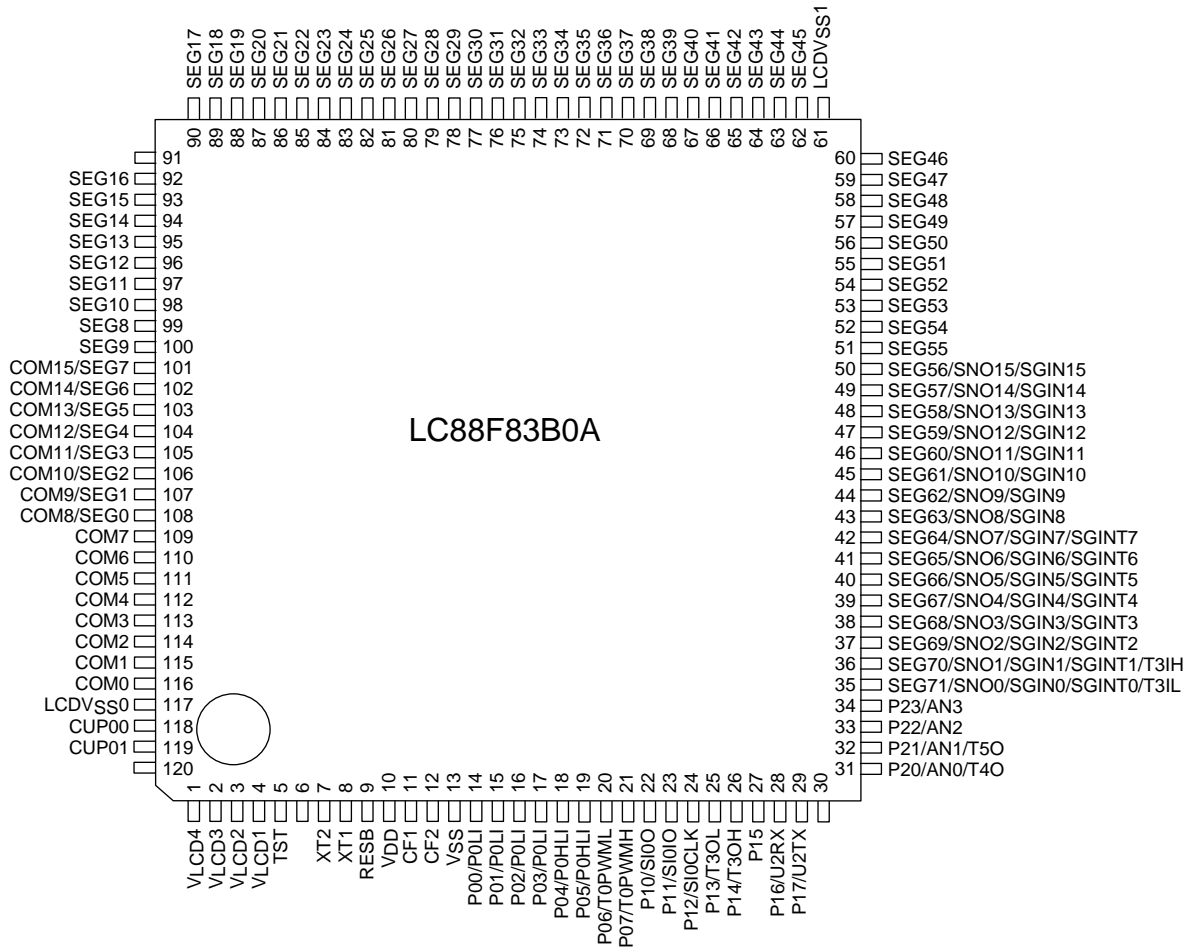 SEG17
SEG18
SEG19
SEG20
SEG21
SEG22
SEG23
SEG24
SEG25
SEG26
SEG27
SEG28
SEG29
SEG30
SEG31
SEG32
SEG33
SEG34
SEG35
SEG36
SEG37
SEG38
SEG39
SEG40
SEG41
SEG42
SEG43
SEG44
SEG45
LCDVSS1
90
89
88
87
86
85
84
83
82
81
80
79
78
77
76
75
74
73
72
71
70
69
68
67
66
65
64
63
62
61
91
SEG16 92
SEG15 93
SEG14 94
SEG13 95
SEG12 96
SEG11 97
SEG10 98
SEG8 99
SEG9 100
COM15/SEG7 101
COM14/SEG6 102
COM13/SEG5 103
COM12/SEG4 104
COM11/SEG3 105
COM10/SEG2 106
COM9/SEG1 107
COM8/SEG0 108
COM7 109
COM6 110
COM5 111
COM4 112
COM3 113
COM2 114
COM1 115
COM0 116
LCDVSS0 117
CUP00 118
CUP01 119
120
LC88F83B0A
60 SEG46
59 SEG47
58 SEG48
57 SEG49
56 SEG50
55 SEG51
54 SEG52
53 SEG53
52 SEG54
51 SEG55
50 SEG56/SNO15/SGIN15
49 SEG57/SNO14/SGIN14
48 SEG58/SNO13/SGIN13
47 SEG59/SNO12/SGIN12
46 SEG60/SNO11/SGIN11
45 SEG61/SNO10/SGIN10
44 SEG62/SNO9/SGIN9
43 SEG63/SNO8/SGIN8
42 SEG64/SNO7/SGIN7/SGINT7
41 SEG65/SNO6/SGIN6/SGINT6
40 SEG66/SNO5/SGIN5/SGINT5
39 SEG67/SNO4/SGIN4/SGINT4
38 SEG68/SNO3/SGIN3/SGINT3
37 SEG69/SNO2/SGIN2/SGINT2
36 SEG70/SNO1/SGIN1/SGINT1/T3IH
35 SEG71/SNO0/SGIN0/SGINT0/T3IL
34 P23/AN3
33 P22/AN2
32 P21/AN1/T5O
31 P20/AN0/T4O
1
2
3
4
5
6
7
8
9
10
11
12
13
14
15
16
17
18
19
20
21
22
23
24
25
26
27
28
29
30
VLCD4
VLCD3
VLCD2
VLCD1
TST
XT2
XT1
RESB
VDD
CF1
CF2
VSS
P00/P0LI
P01/P0LI
P02/P0LI
P03/P0LI
P04/P0HLI
P05/P0HLI
P06/T0PWML
P07/T0PWMH
P10/SI0O
P11/SI0IO
P12/SI0CLK
P13/T3OL
P14/T3OH
P15
P16/U2RX
P17/U2TX